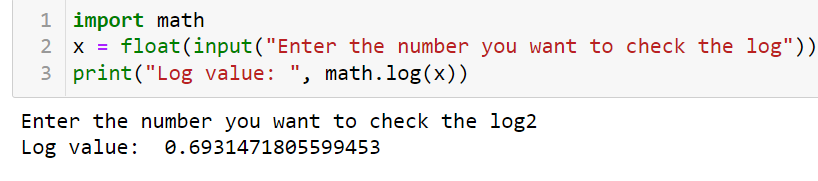 1 import math
2 x = float(input("Enter the number you want to check the log"))
3 print("Log value: ", math.log(x))
Enter the number you want to check the log2
Log value:  0.6931471805599453